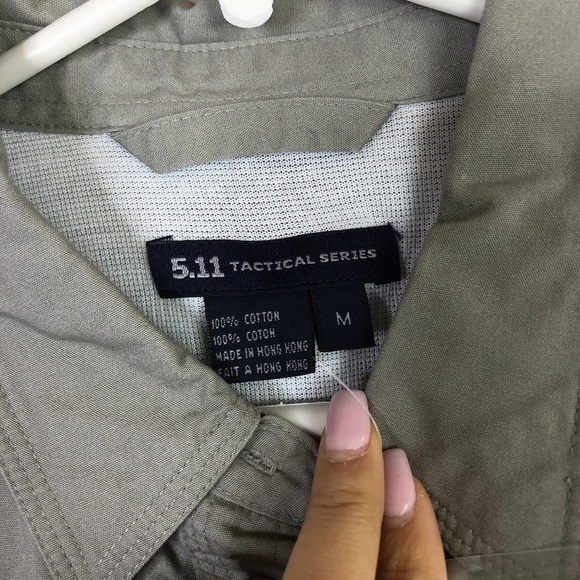 5.11 TACTICAL SERIES
100% COTTON
100% COTON
MADE IN HONG KONG
FAIT A HONG KONG
M